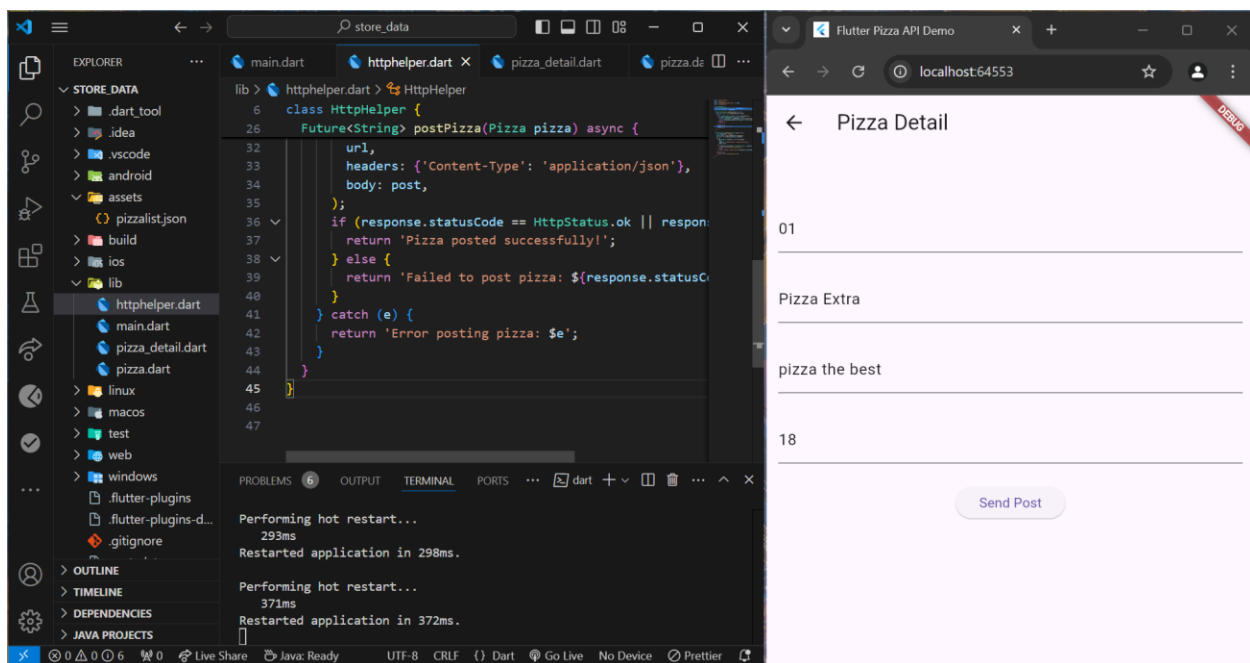 store_data
EXPLORER
STORE_DATA
.dart_tool
.idea
.vscode
android
assets
{} pizzalist.json
build
ios
lib
httphelper.dart
main.dart
pizza_detail.dart
pizza.dart
linux
macos
test
web
windows
.flutter-plugins
.flutter-plugins-d...
.gitignore
OUTLINE
TIMELINE
DEPENDENCIES
JAVA PROJECTS
main.dart httphelper.dart pizza_detail.dart pizza.da
lib > httphelper.dart > HttpHelper
6 class HttpHelper {
26 Future<String> postPizza(Pizza pizza) async {
32 url,
33 headers: {'Content-Type': 'application/json'},
34 body: post,
35 );
36 if (response.statusCode == HttpStatus.ok || respon
37 return 'Pizza posted successfully!';
38 } else {
39 return 'Failed to post pizza: ${response.statusC
40 }
41 } catch (e) {
42 return 'Error posting pizza: $e';
43 }
44 }
45 }
46
47
PROBLEMS 6 OUTPUT TERMINAL PORTS ... dart
Performing hot restart...
293ms
Restarted application in 298ms.
Performing hot restart...
371ms
Restarted application in 372ms.
0 0 6 0 Live Share Java: Ready UTF-8 CRLF {} Dart Go Live No Device Prettier
Flutter Pizza API Demo
localhost:64553
DEBUG
Pizza Detail
01
Pizza Extra
pizza the best
18
Send Post